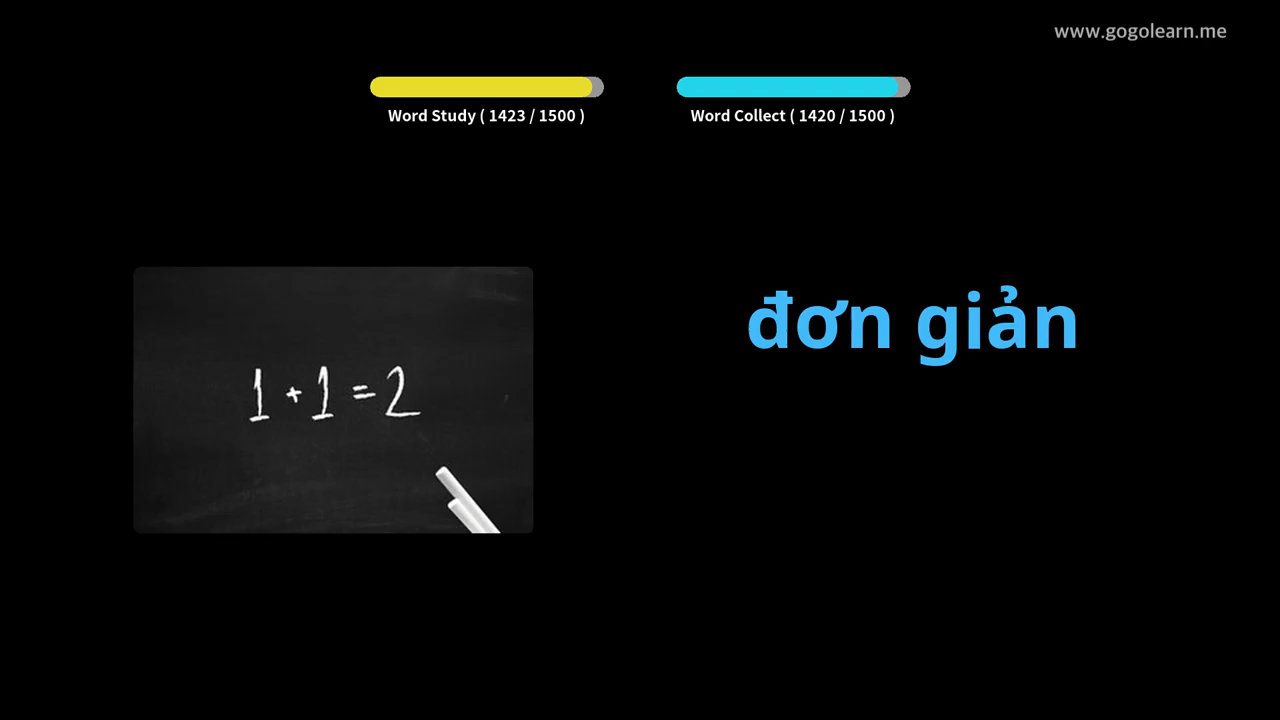 www.gogolearn.me
Word Study ( 1423 / 1500 )
Word Collect ( 1420 / 1500 )
đơn giản
1 + 1 = 2